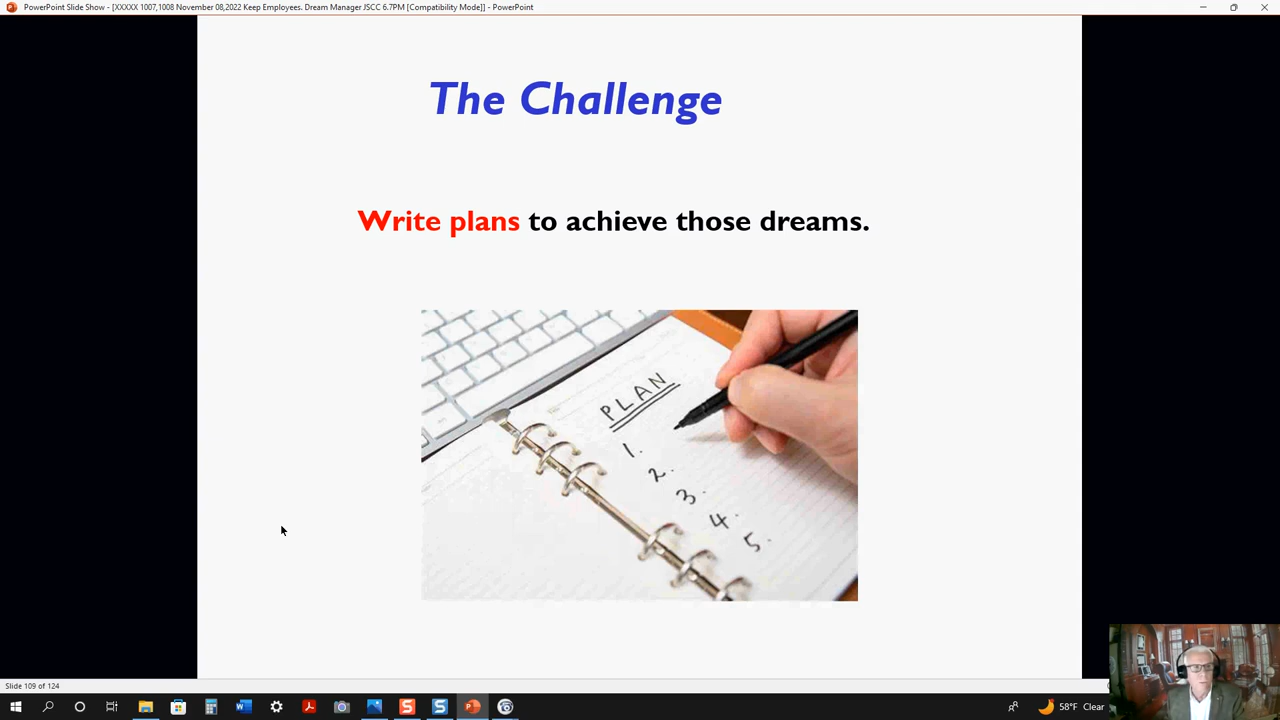 PowerPoint Slide Show - [XXXXX 1007,1008 November 08,2022 Keep Employees. Dream Manager JSCC 6.7PM [Compatibility Mode]] - PowerPoint
The Challenge
Write plans to achieve those dreams.
PLAN
1.
2.
3.
4.
5.
Slide 109 of 124
58°F Clear